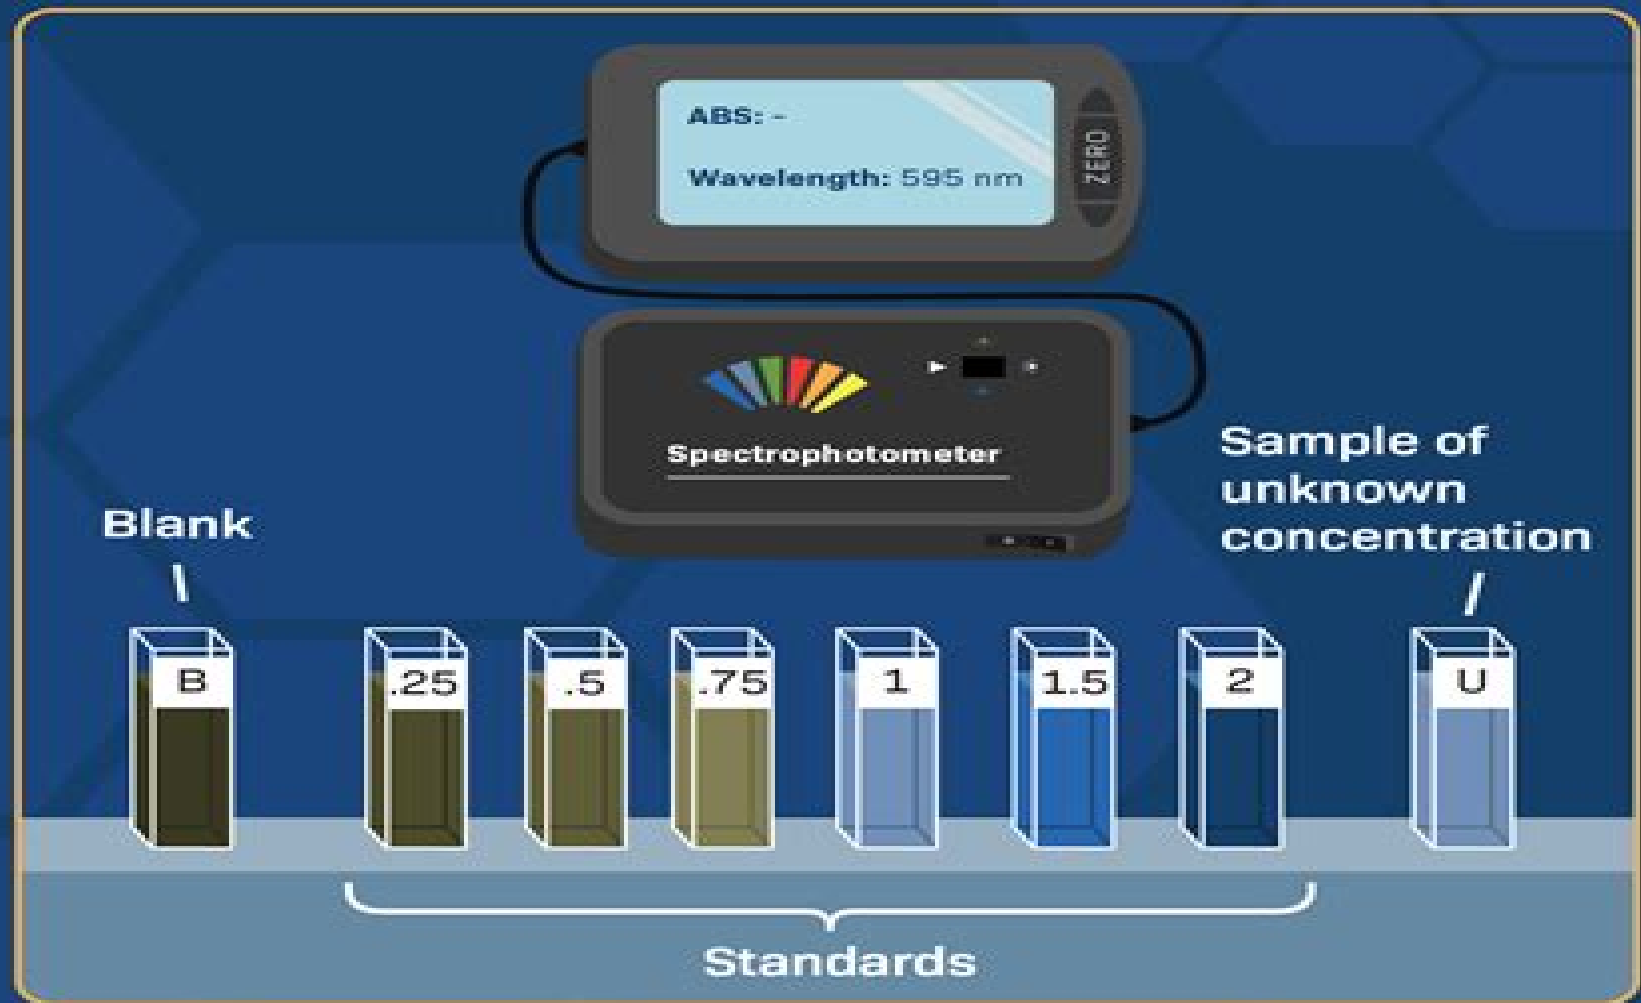 ABS: -
Wavelength: 595 nm
ZERO
Spectrophotometer
Blank
Sample of
unknown
concentration
B
.25
.5
.75
1
1.5
2
U
Standards